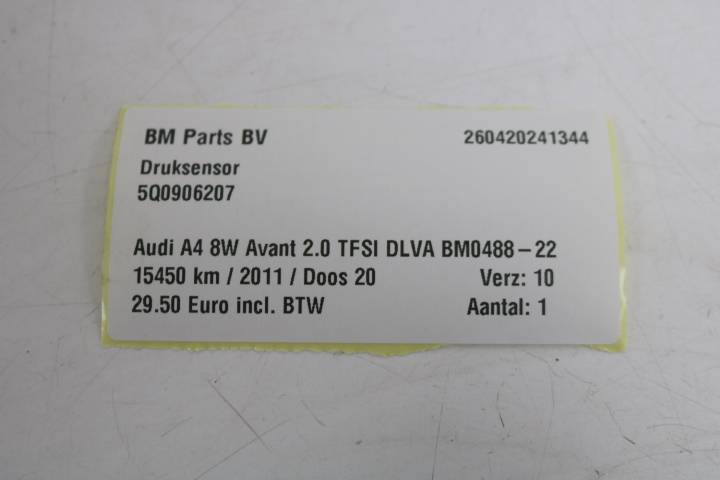 BM Parts BV 260420241344
Druksensor
5Q0906207
Audi A4 8W Avant 2.0 TFSI DLVA BM0488-22
15450 km / 2011 / Doos 20 Verz: 10
29.50 Euro incl. BTW Aantal: 1